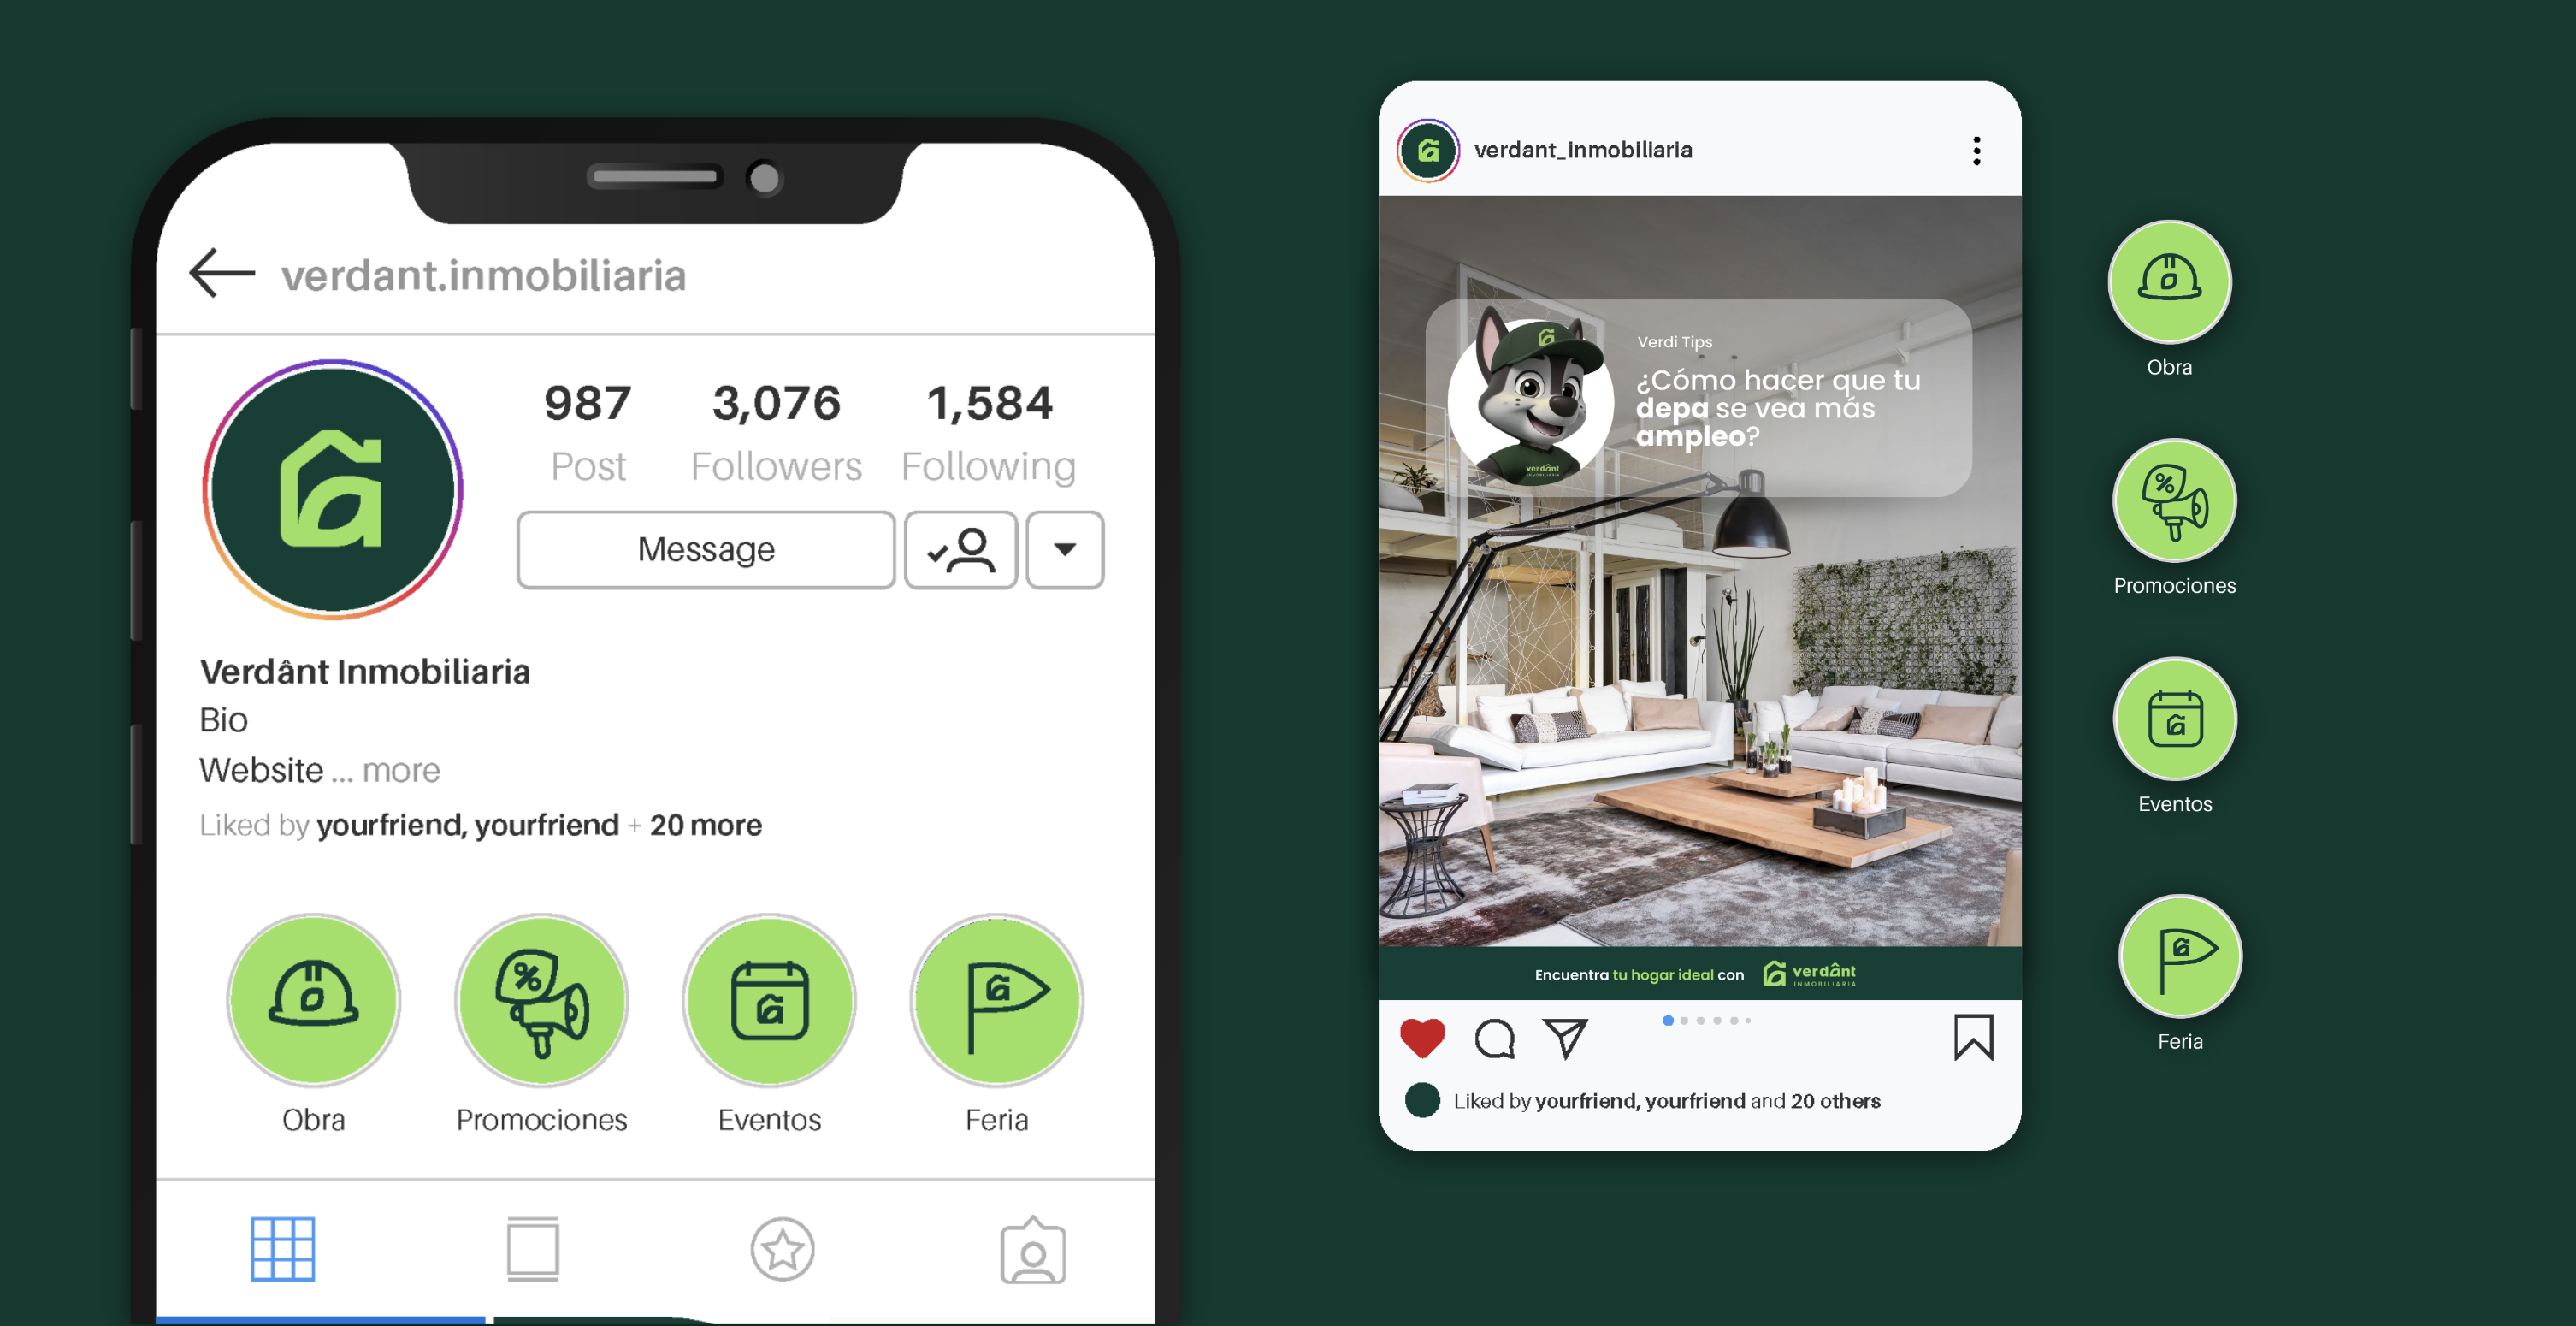 verdant.inmobiliaria
987 3,076 1,584
Post Followers Following
Message
Verdânt Inmobiliaria
Bio
Website ... more
Liked by yourfriend, yourfriend + 20 more
% 
Obra Promociones Eventos Feria
verdant_inmobiliaria
Verdi Tips
¿Cómo hacer que tu
depa se vea más
ampleo?
verdânt
Encuentra tu hogar ideal con verdânt
INMOBILIARIA
Liked by yourfriend, yourfriend and 20 others
Obra
%
Promociones
Eventos
Feria